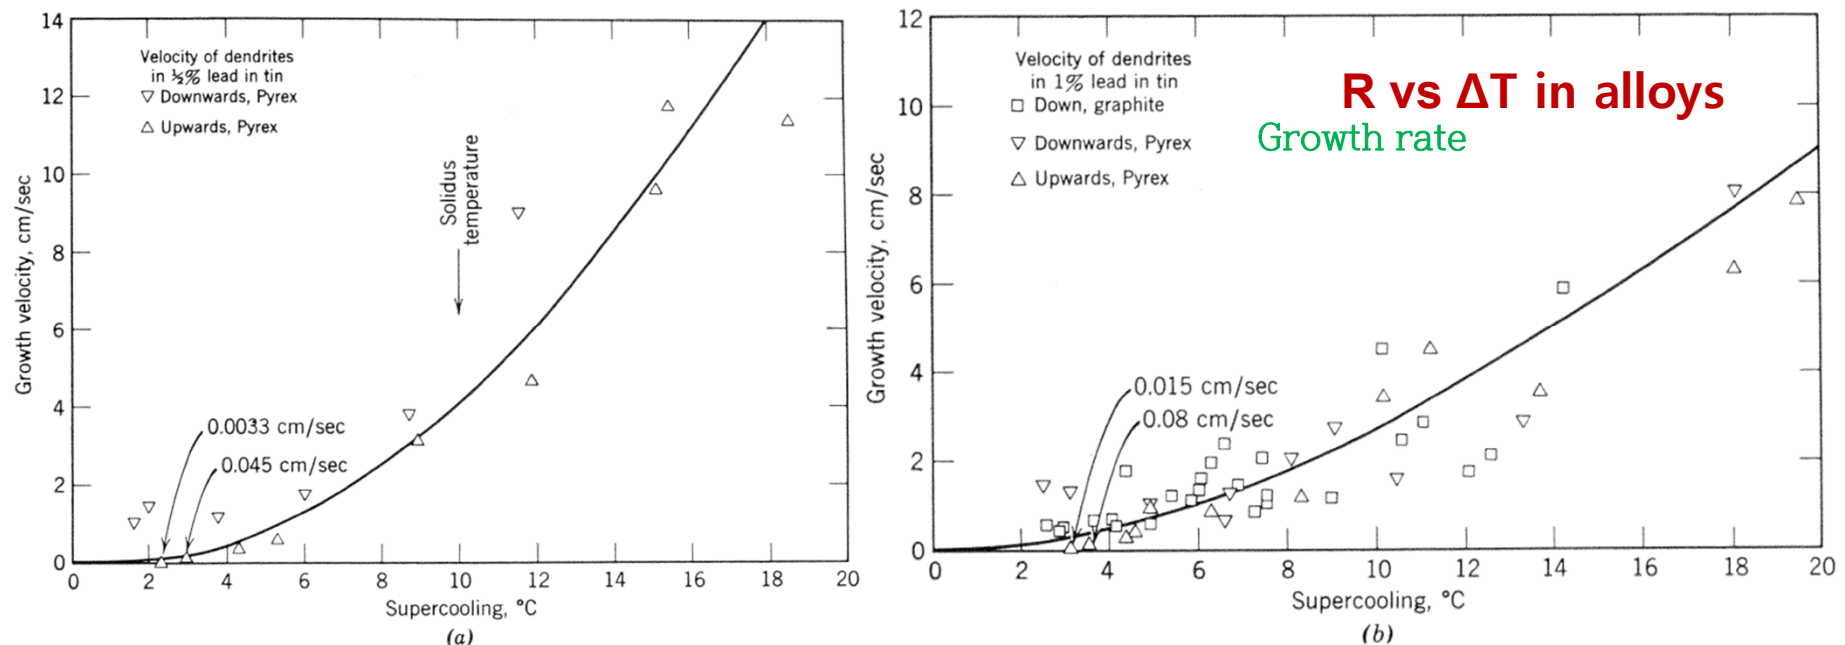 14
12
10
8
6
4
2
0
Growth velocity, cm/sec
Velocity of dendrites
in ½% lead in tin
▽ Downwards, Pyrex
△ Upwards, Pyrex
Solidus
temperature
0.0033 cm/sec
0.045 cm/sec
0 2 4 6 8 10 12 14 16 18 20
Supercooling, °C
(a)
12
10
8
6
4
2
0
Growth velocity, cm/sec
Velocity of dendrites
in 1% lead in tin
□ Down, graphite
▽ Downwards, Pyrex
△ Upwards, Pyrex
R vs ΔT in alloys
Growth rate
0.015 cm/sec
0.08 cm/sec
0 2 4 6 8 10 12 14 16 18 20
Supercooling, °C
(b)